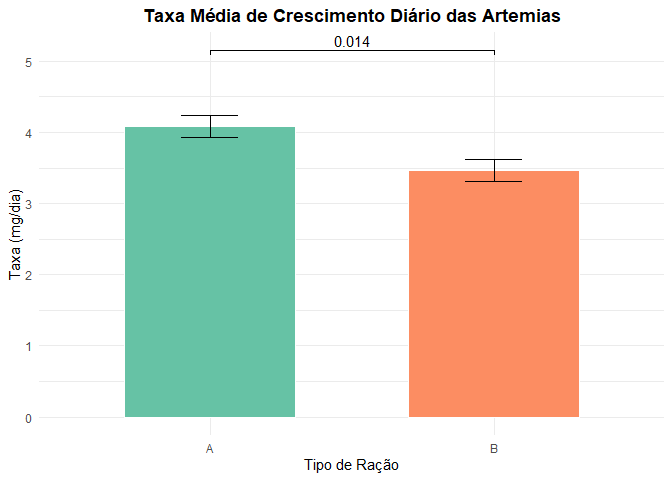 Taxa Média de Crescimento Diário das Artemias
0.014
5
4
3
2
1
0
Taxa (mg/dia)
A
B
Tipo de Ração